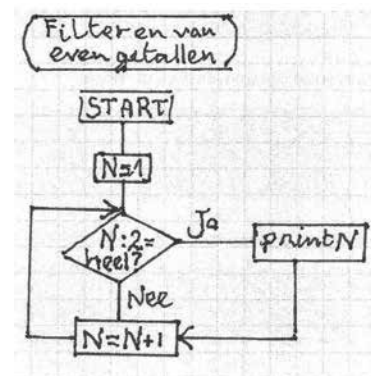 Filteren van
even getallen
START
N=1
N:2=
heel?
Ja
print N
Nee
N=N+1